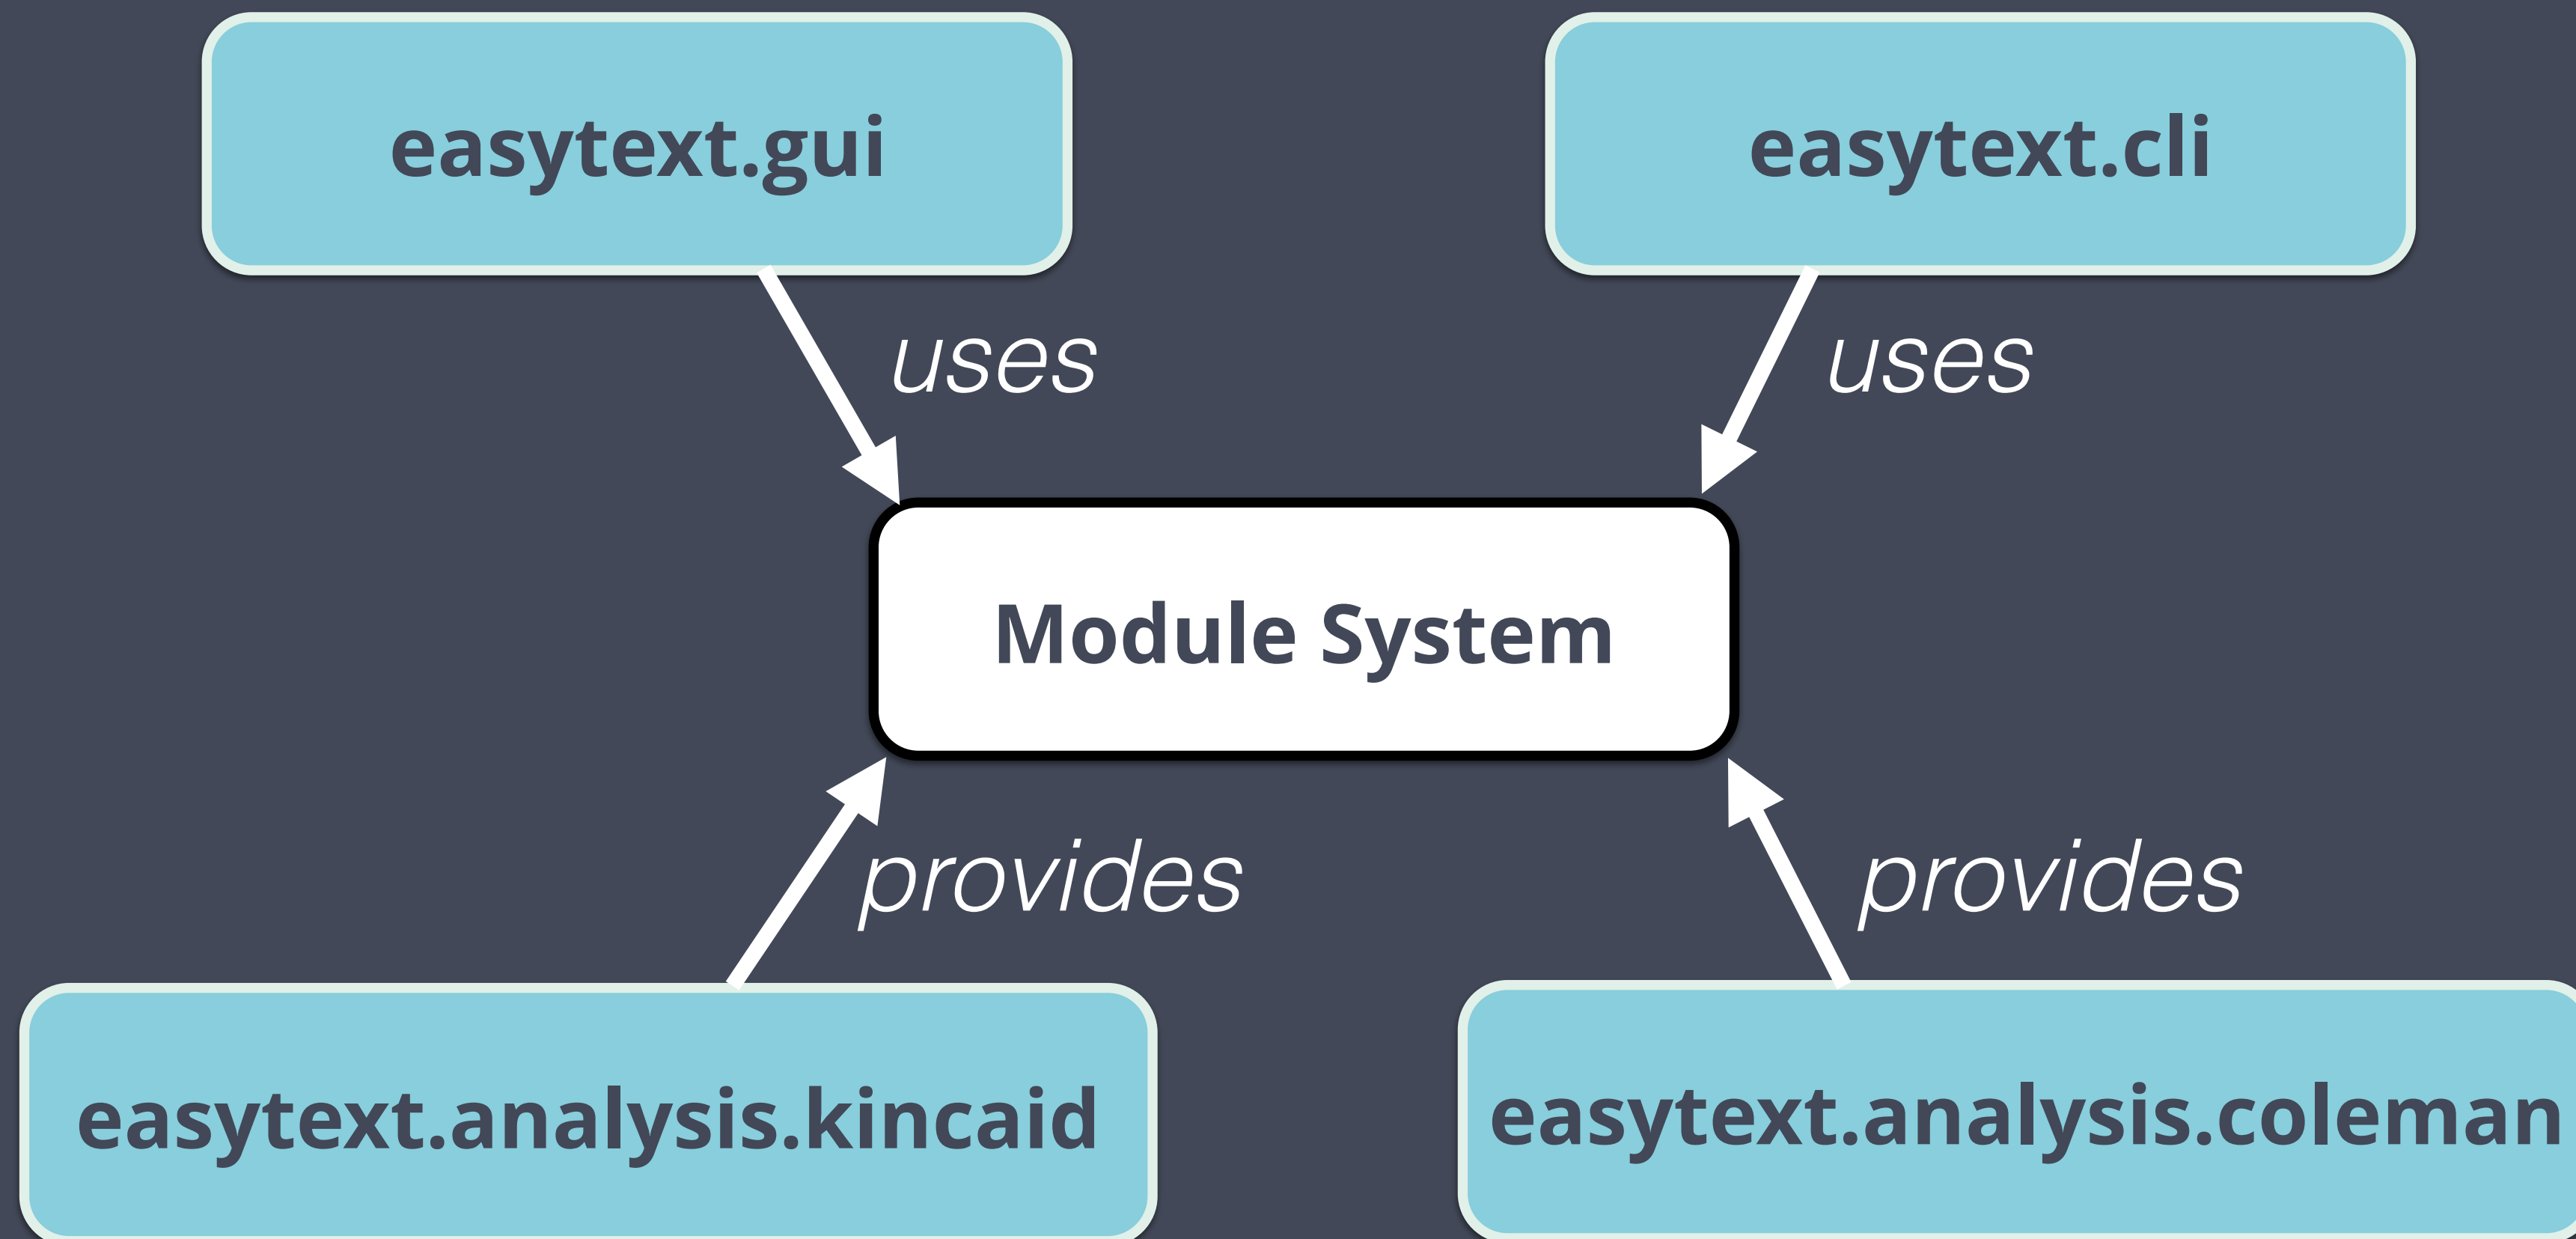 easytext.gui
easytext.cli
uses
uses
Module System
provides
provides
easytext.analysis.kincaid
easytext.analysis.coleman